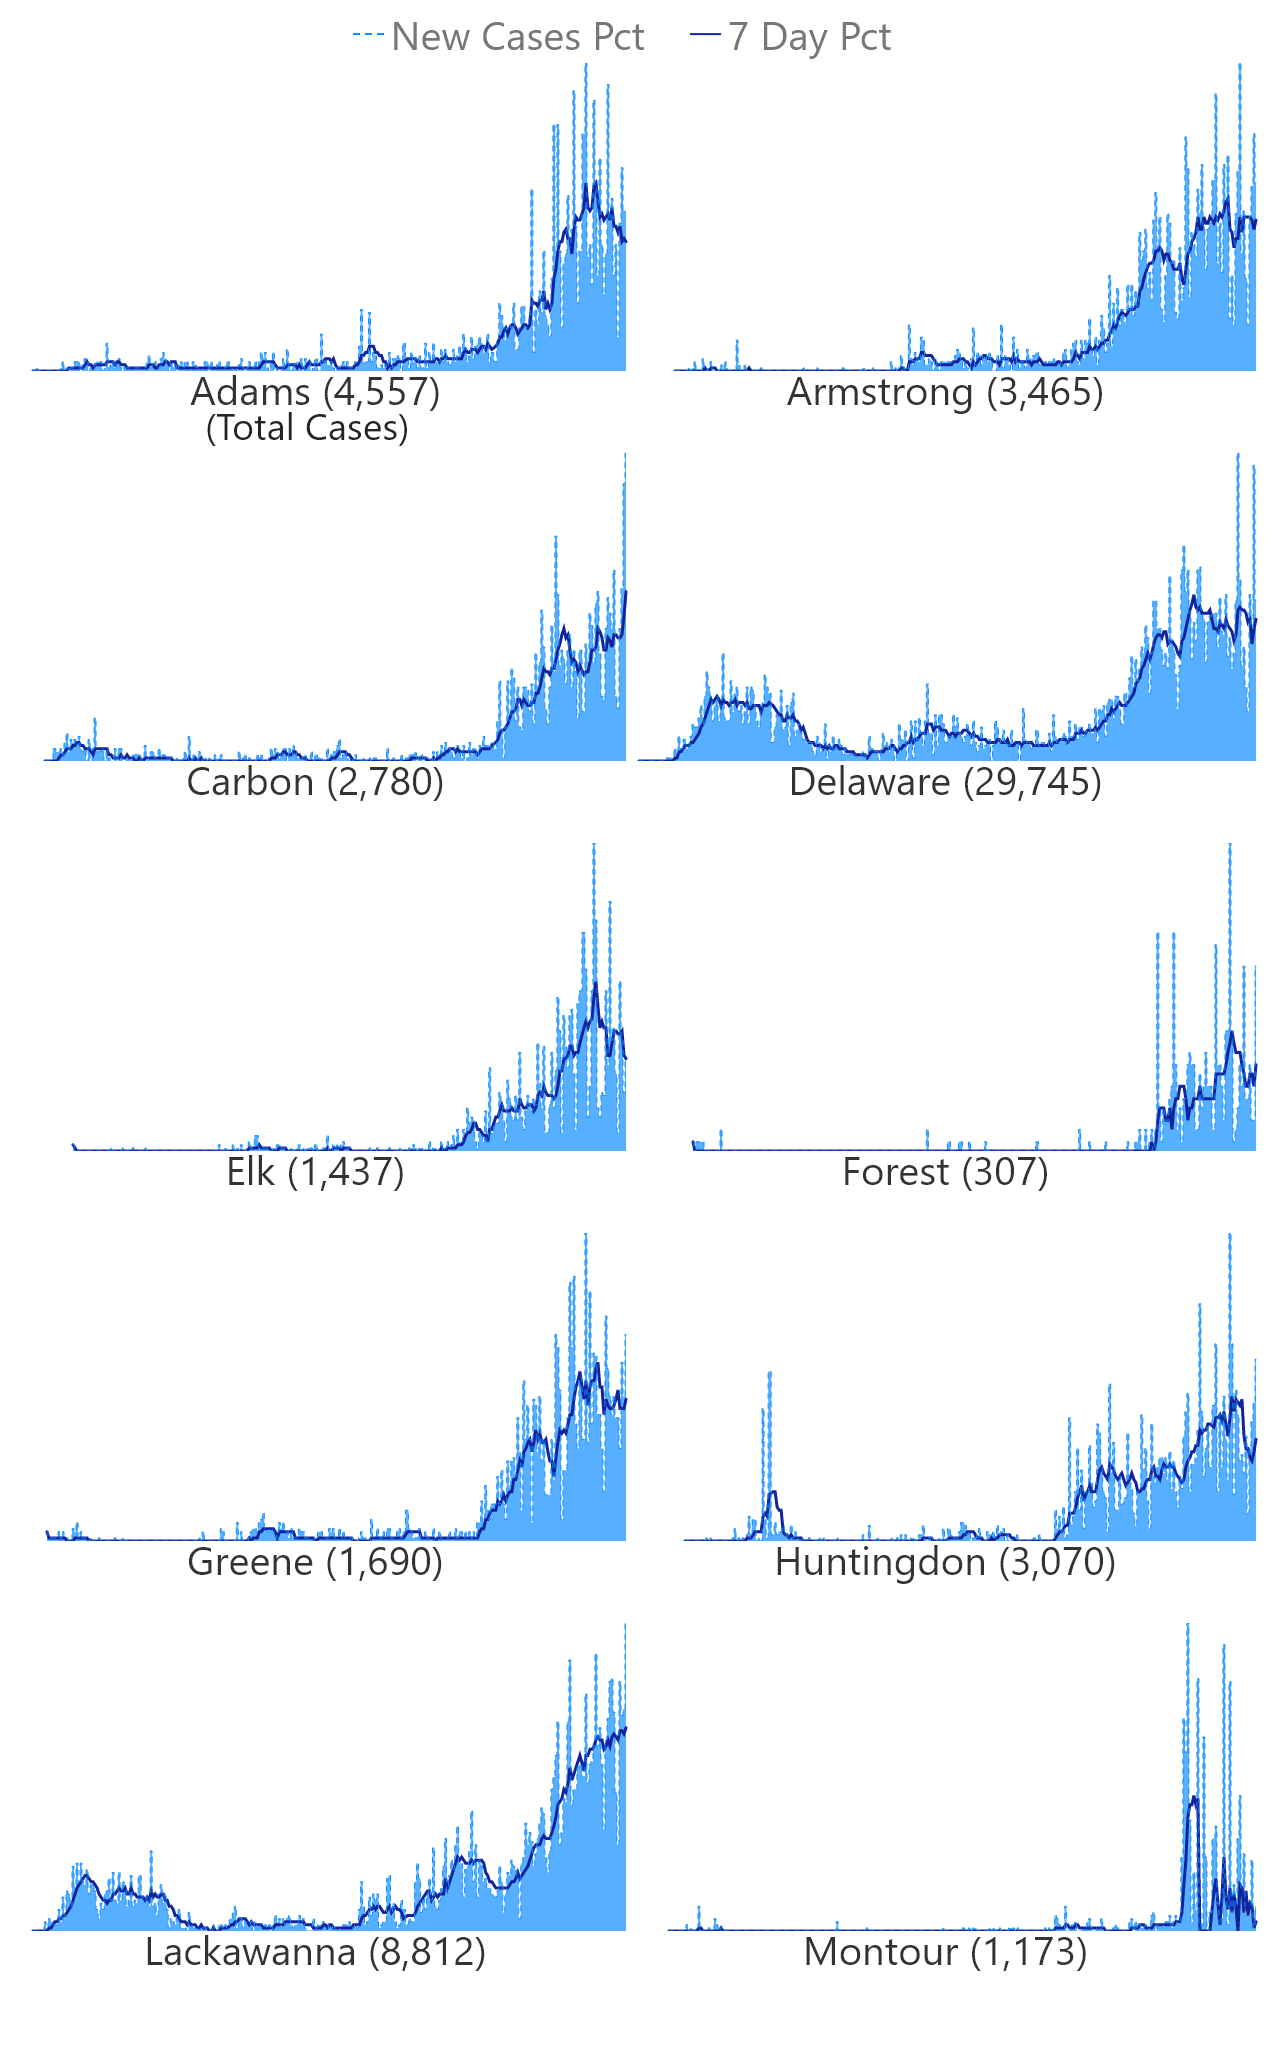 New Cases Pct 7 Day Pct
Adams (4,557) Armstrong (3,465)
(Total Cases)
Carbon (2,780) Delaware (29,745)
Elk (1,437) Forest (307)
Greene (1,690) Huntingdon (3,070)
Lackawanna (8,812) Montour (1,173)